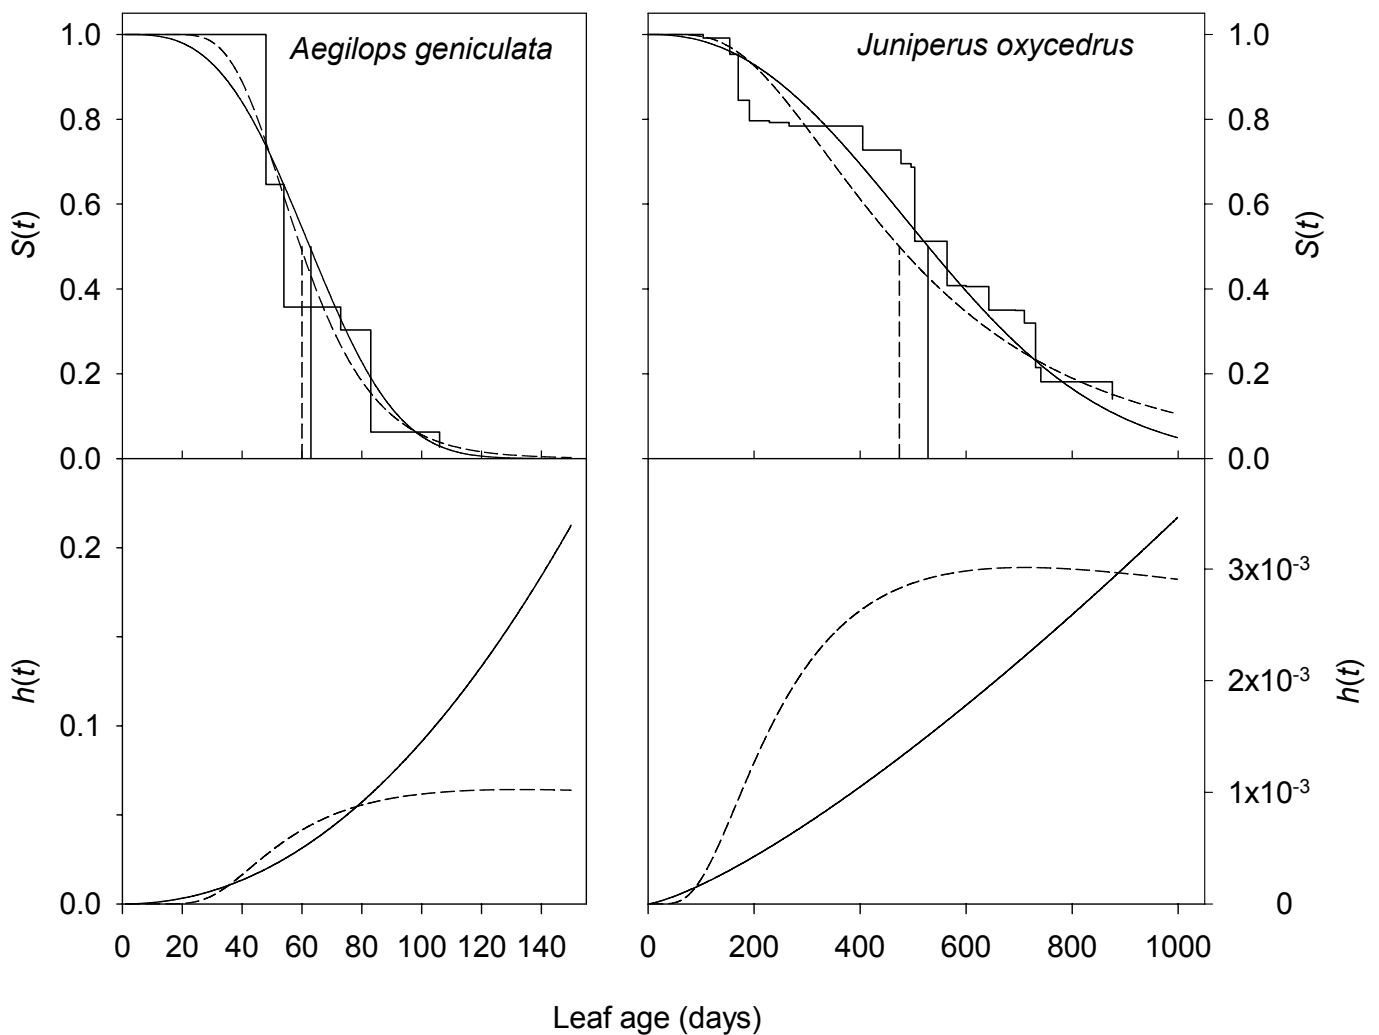 Aegilops geniculata
Juniperus oxycedrus
1.0
0.8
0.6
0.4
0.2
0.0
S(t)
1.0
0.8
0.6
0.4
0.2
0.0
S(t)
0.2
0.1
0.0
h(t)
3x10⁻³
2x10⁻³
1x10⁻³
0
h(t)
0 20 40 60 80 100 120 140
0 200 400 600 800 1000
Leaf age (days)